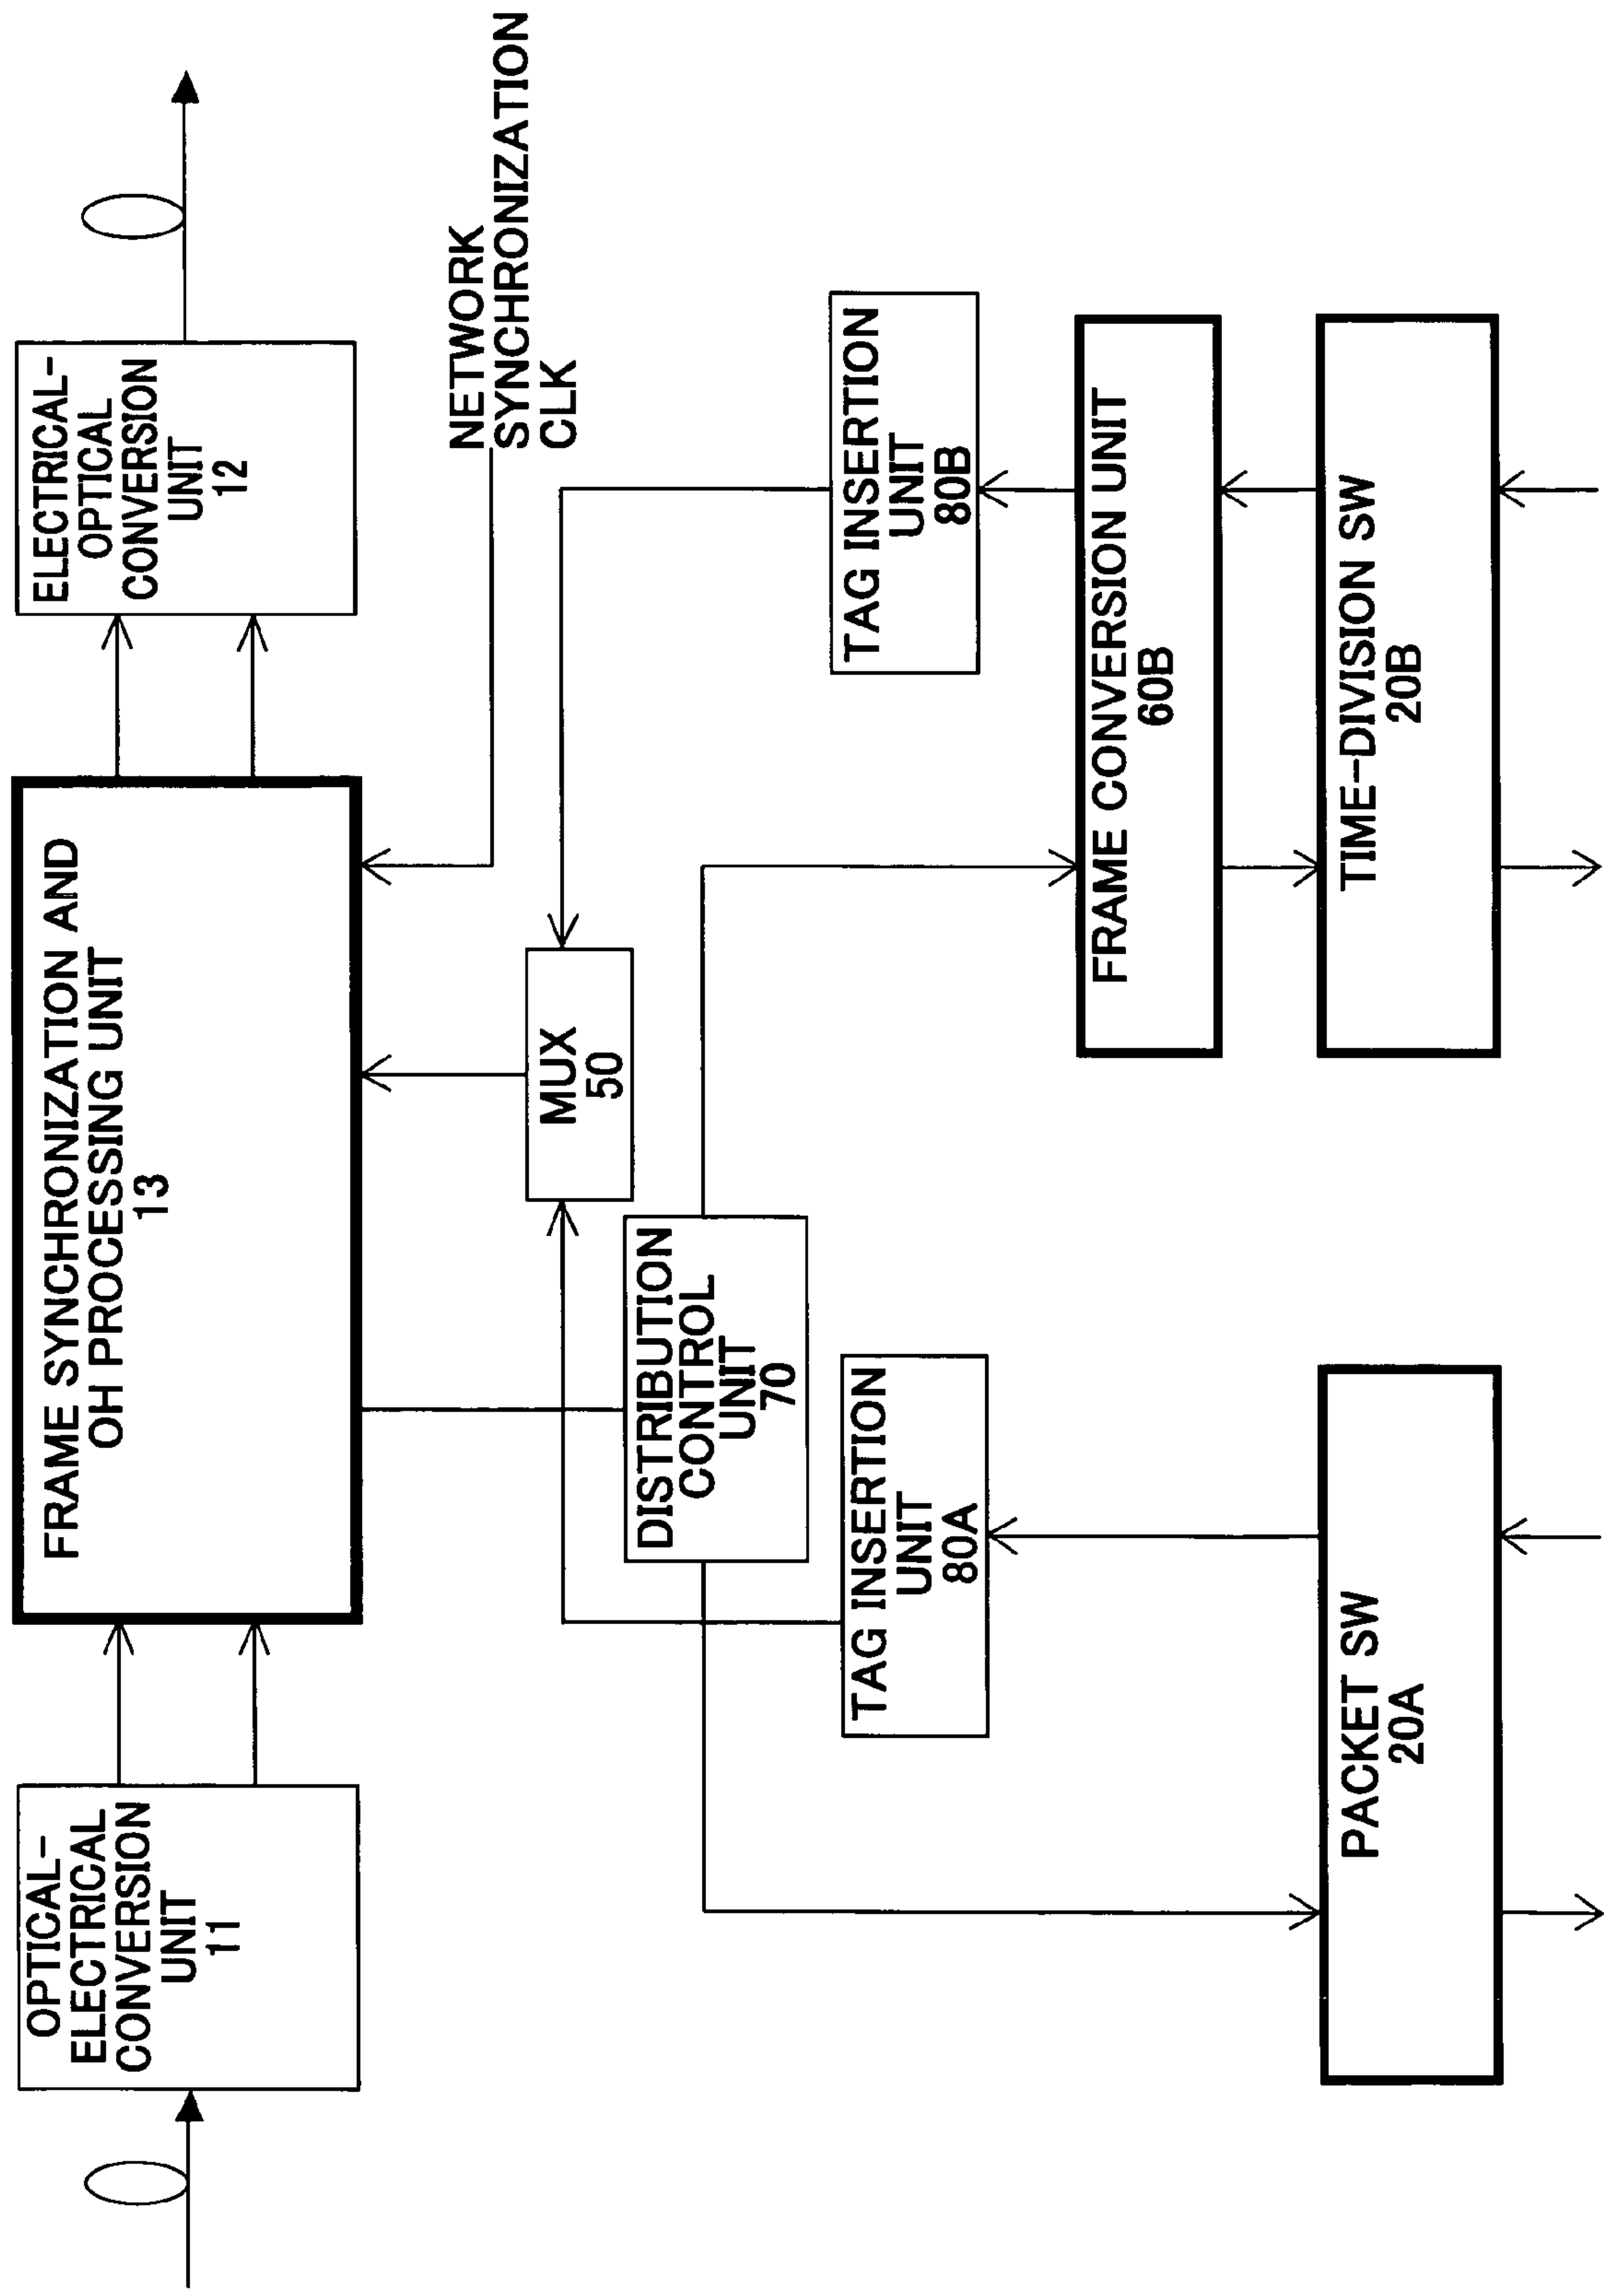 OPTICAL-
ELECTRICAL
CONVERSION
UNIT
11
FRAME SYNCHRONIZATION AND
OH PROCESSING UNIT
13
ELECTRICAL-
OPTICAL
CONVERSION
UNIT
12
NETWORK
SYNCHRONIZATION
CLK
MUX
50
DISTRIBUTION
CONTROL
UNIT
70
TAG INSERTION
UNIT
80A
TAG INSERTION
UNIT
80B
FRAME CONVERSION UNIT
60B
PACKET SW
20A
TIME-DIVISION SW
20B